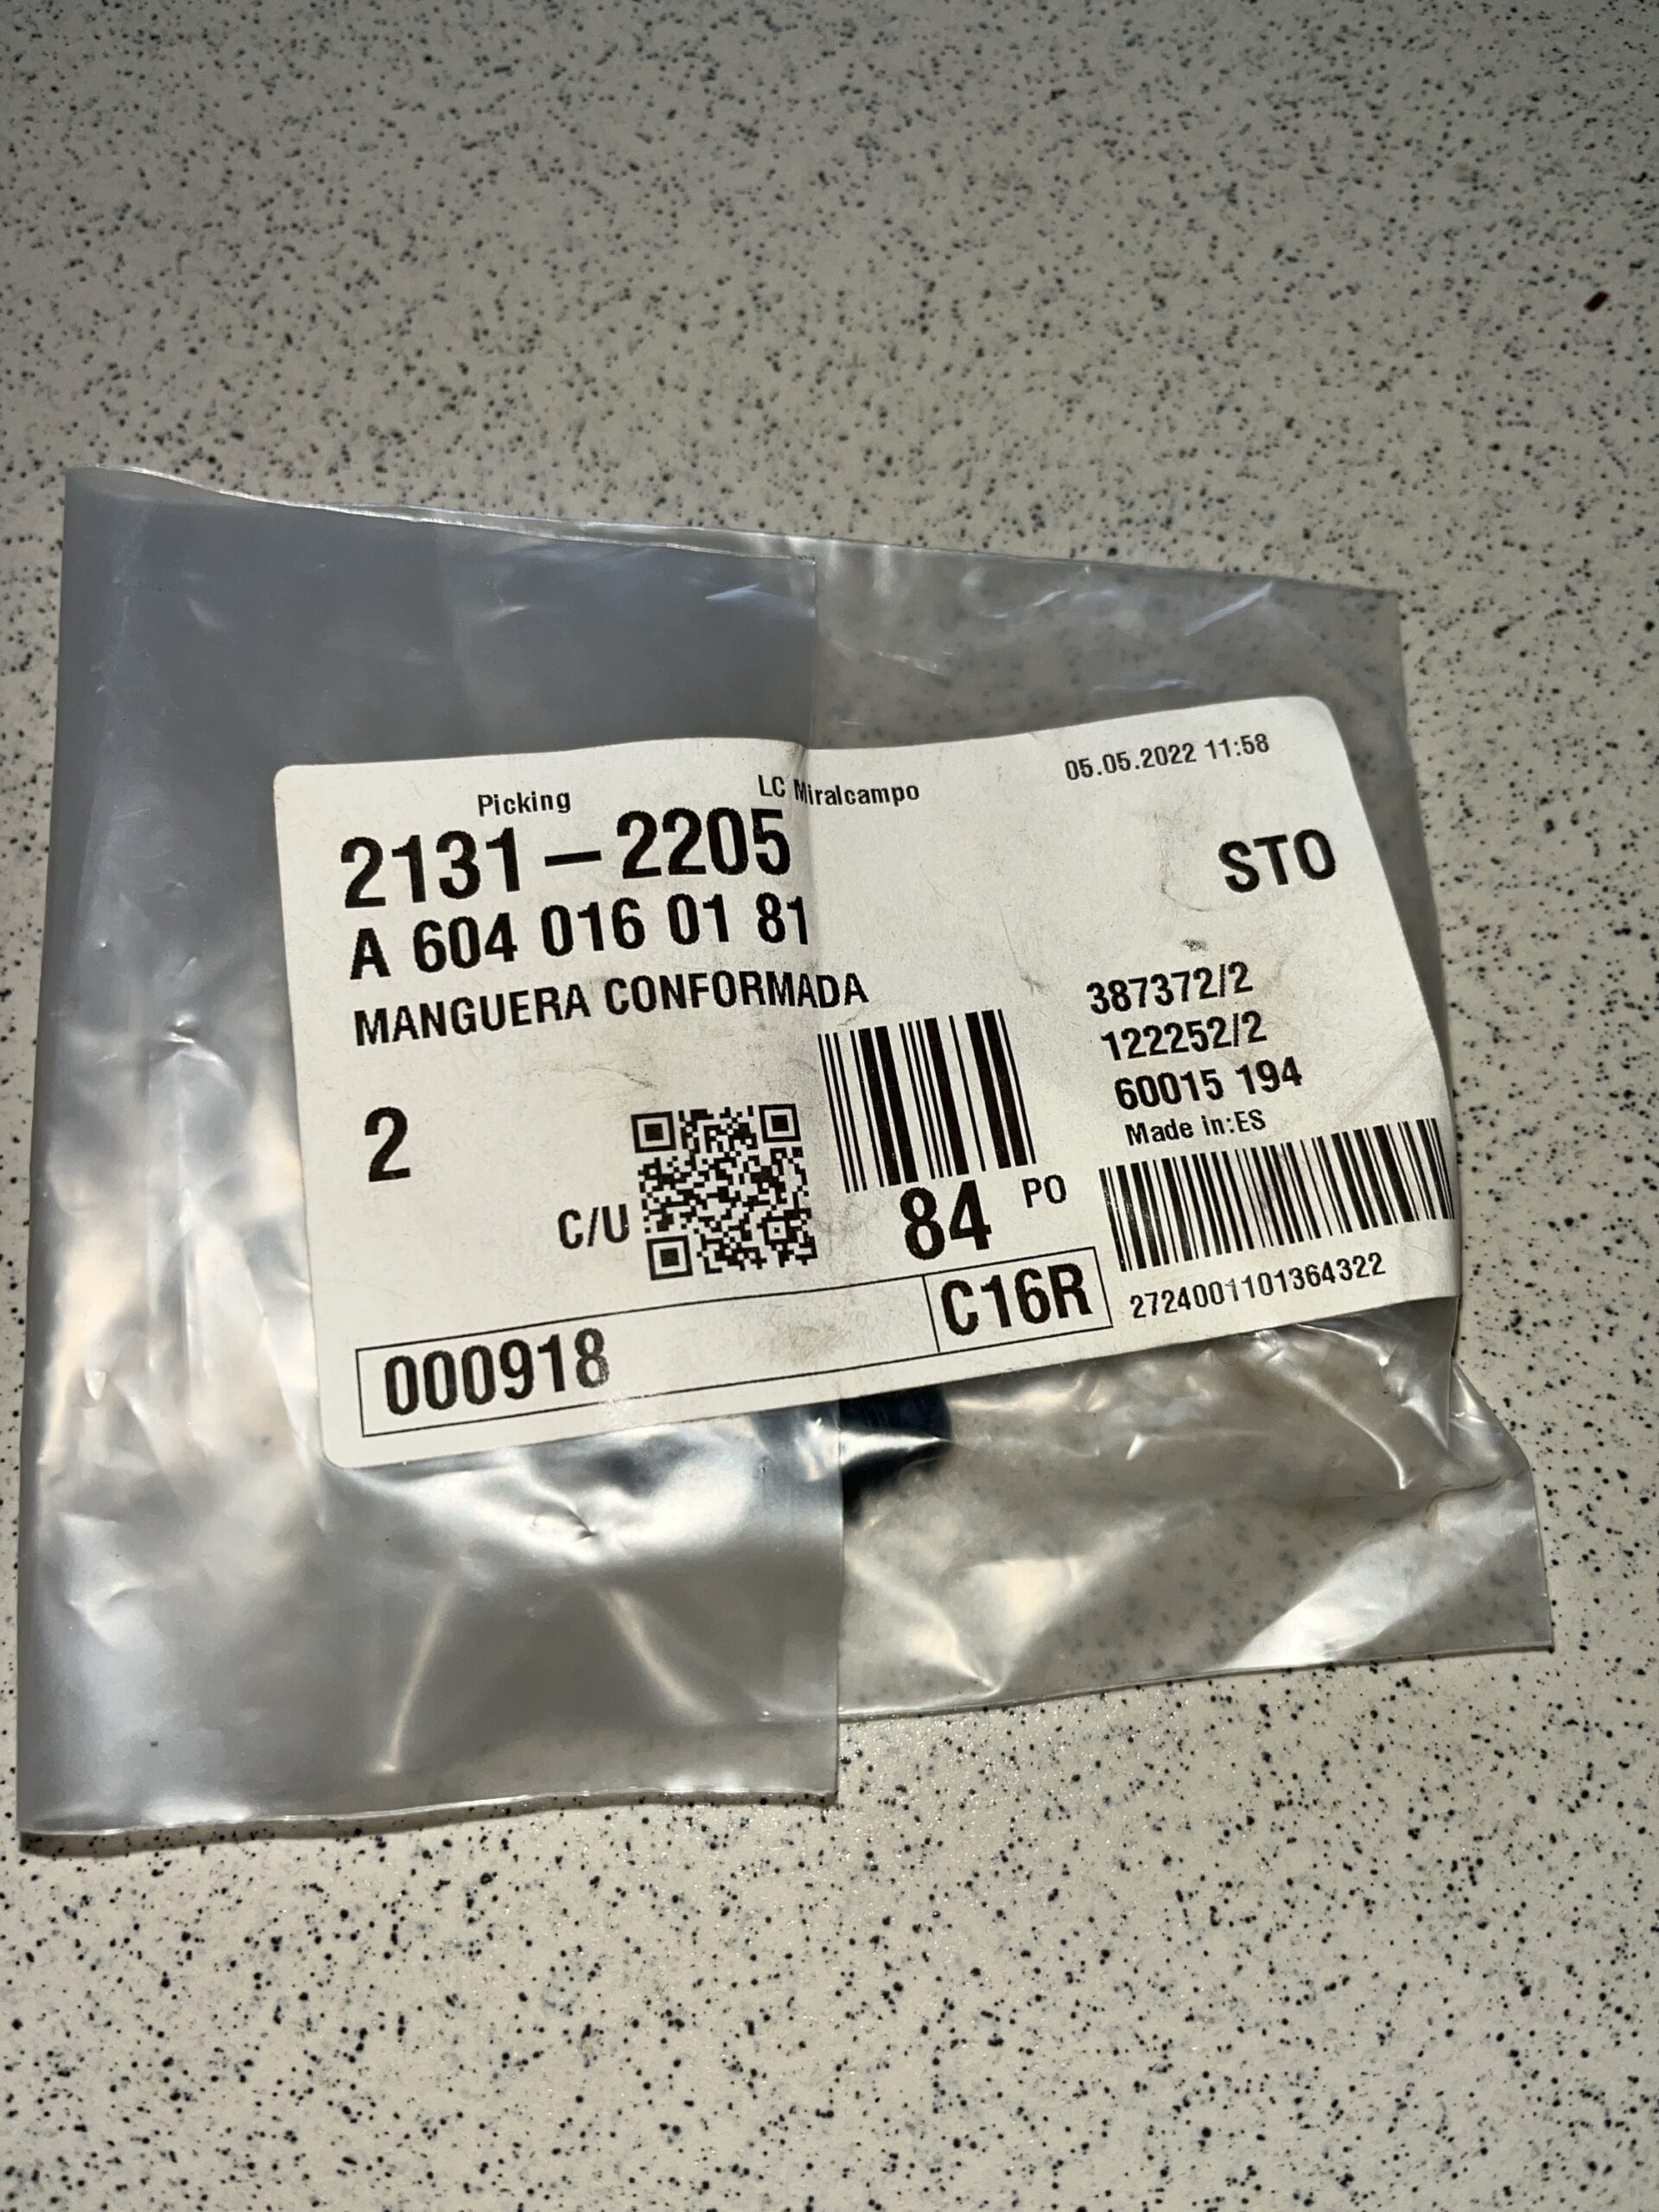 Picking LC Miralcampo 05.05.2022 11:58
2131-2205 STO
A 604 016 01 81
MANGUERA CONFORMADA
387372/2
122252/2
60015 194
Made in:ES
2
C/U
84 PO
2724001101364322
000918 C16R